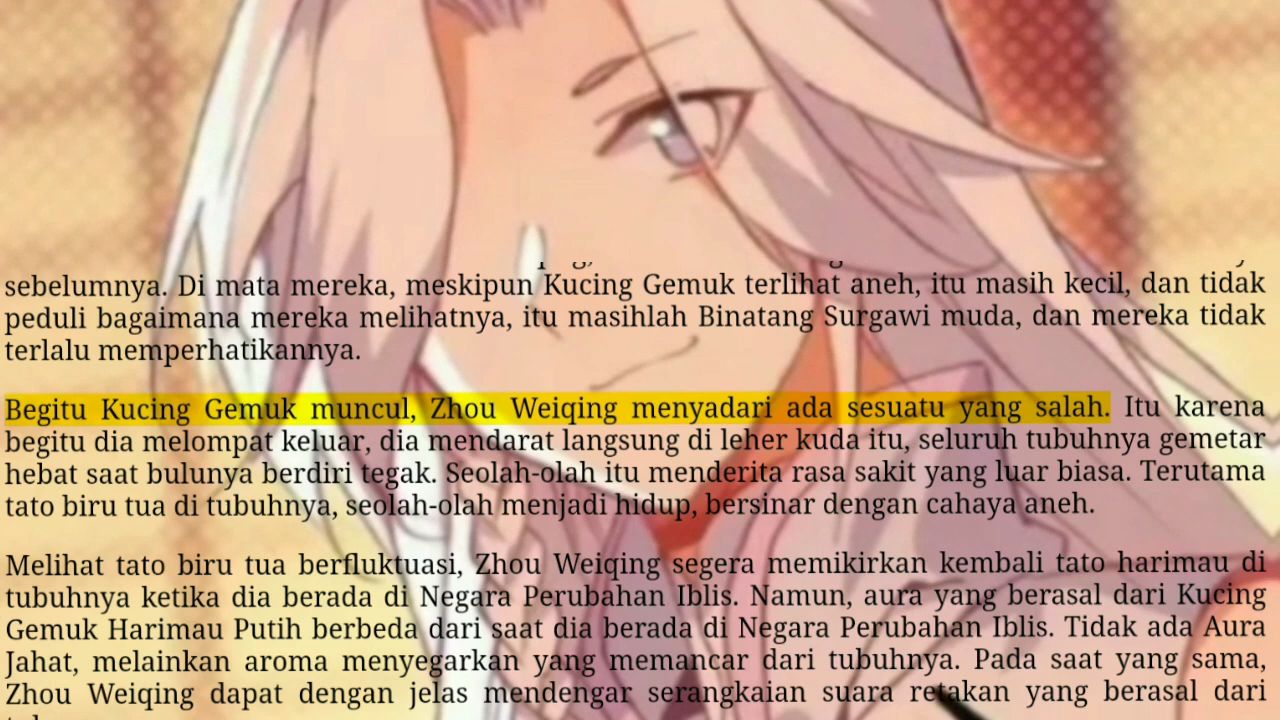 sebelumnya. Di mata mereka, meskipun Kucing Gemuk terlihat aneh, itu masih kecil, dan tidak
peduli bagaimana mereka melihatnya, itu masihlah Binatang Surgawi muda, dan mereka tidak
terlalu memperhatikannya.
Begitu Kucing Gemuk muncul, Zhou Weiqing menyadari ada sesuatu yang salah. Itu karena
begitu dia melompat keluar, dia mendarat langsung di leher kuda itu, seluruh tubuhnya gemetar
hebat saat bulunya berdiri tegak. Seolah-olah itu menderita rasa sakit yang luar biasa. Terutama
tato biru tua di tubuhnya, seolah-olah menjadi hidup, bersinar dengan cahaya aneh.
Melihat tato biru tua berfluktuasi, Zhou Weiqing segera memikirkan kembali tato harimau di
tubuhnya ketika dia berada di Negara Perubahan Iblis. Namun, aura yang berasal dari Kucing
Gemuk Harimau Putih berbeda dari saat dia berada di Negara Perubahan Iblis. Tidak ada Aura
Jahat, melainkan aroma menyegarkan yang memancar dari tubuhnya. Pada saat yang sama,
Zhou Weiqing dapat dengan jelas mendengar serangkaian suara retakan yang berasal dari